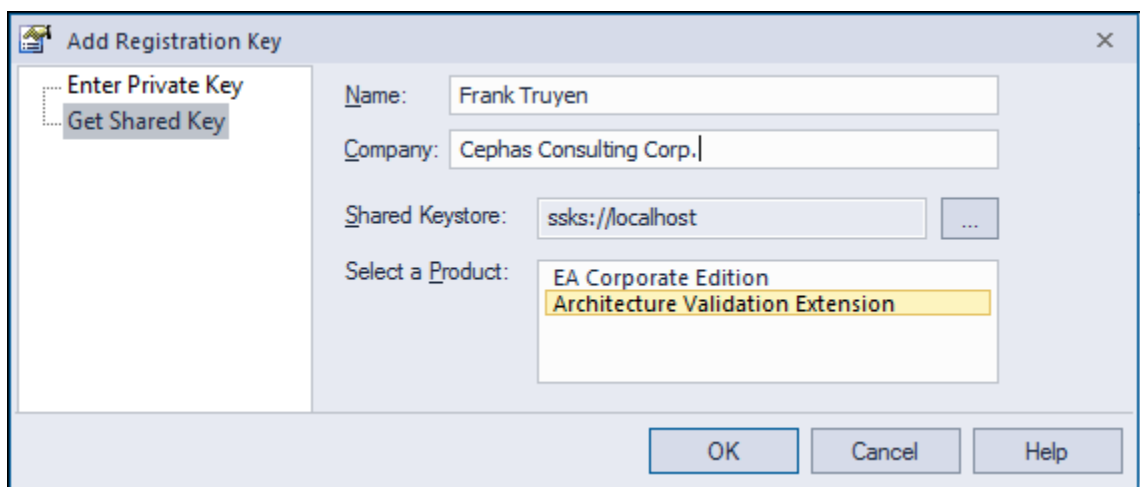 Add Registration Key
Enter Private Key
Get Shared Key
Name: Frank Truyen
Company: Cephas Consulting Corp.
Shared Keystore: ssks://localhost ...
Select a Product: EA Corporate Edition
Architecture Validation Extension
OK Cancel Help